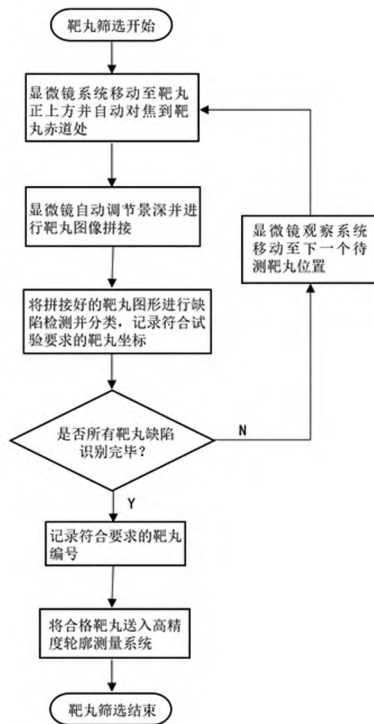 靶丸筛选开始
显微镜系统移动至靶丸
正上方并自动对焦到靶
丸赤道处
显微镜自动调节景深并进
行靶丸图像拼接
显微镜观察系统
移动至下一个待
测靶丸位置
将拼接好的靶丸图形进行缺
陷检测并分类，记录符合试
验要求的靶丸坐标
是否所有靶丸缺陷
识别完毕？
N
Y
记录符合要求的靶丸
编号
将合格靶丸送入高精
度轮廓测量系统
靶丸筛选结束